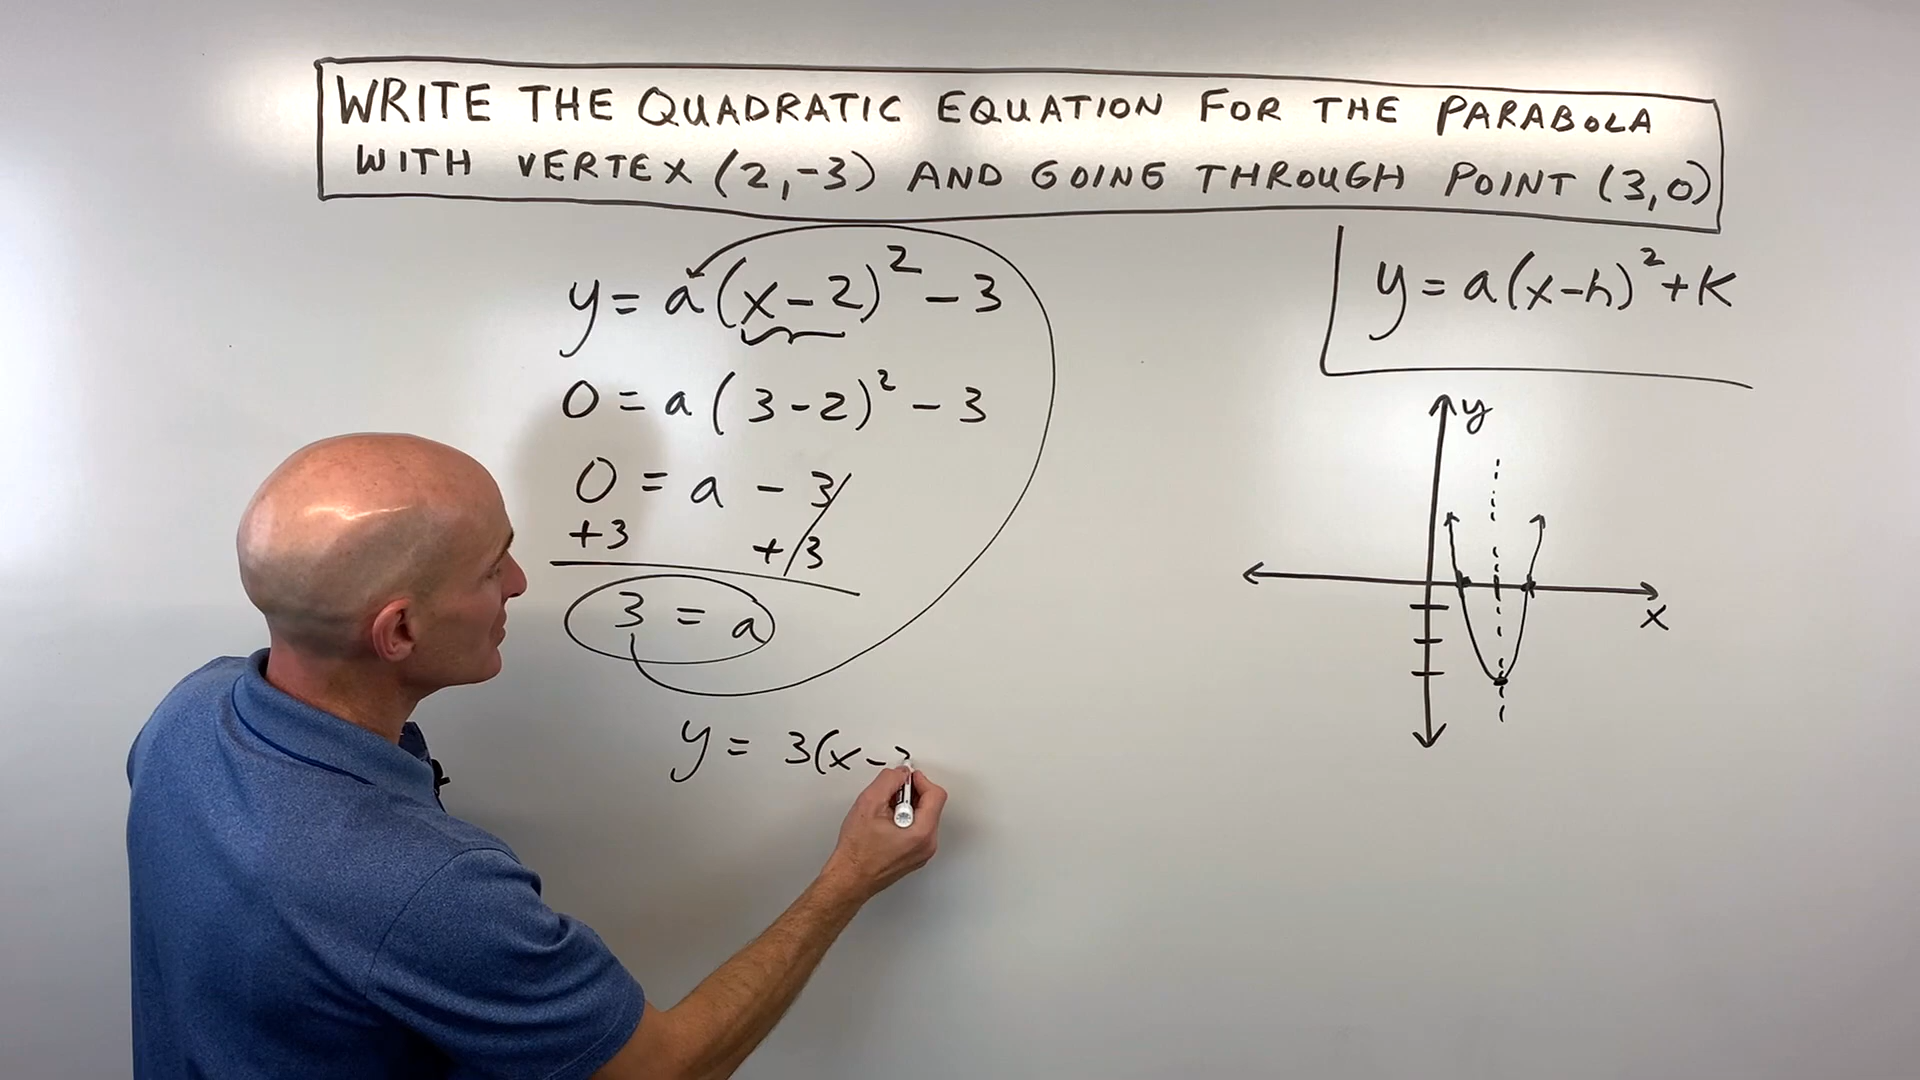 WRITE THE QUADRATIC EQUATION FOR THE PARABOLA
WITH VERTEX (2,-3) AND GOING THROUGH POINT (3,0)
y = a(x-2)² - 3
0 = a(3-2)² - 3
0 = a - 3
+3 +3
3 = a
y = 3(x-
y = a(x-h)² + k
y
x